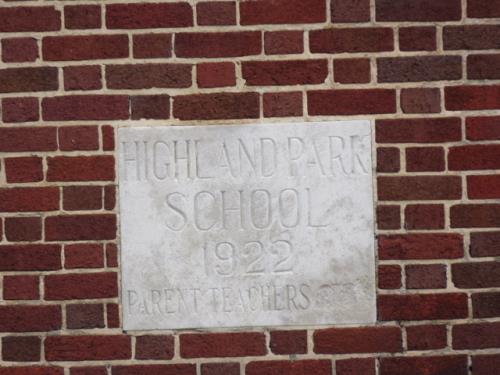 HIGHLAND PARK
SCHOOL
1922
PARENT TEACHERS